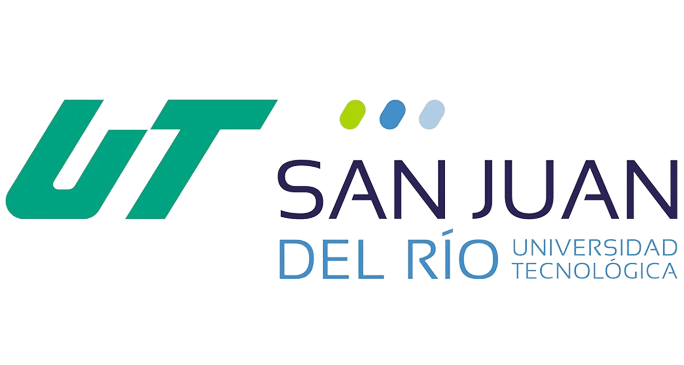 UT
SAN JUAN
DEL RÍO
UNIVERSIDAD
TECNOLÓGICA